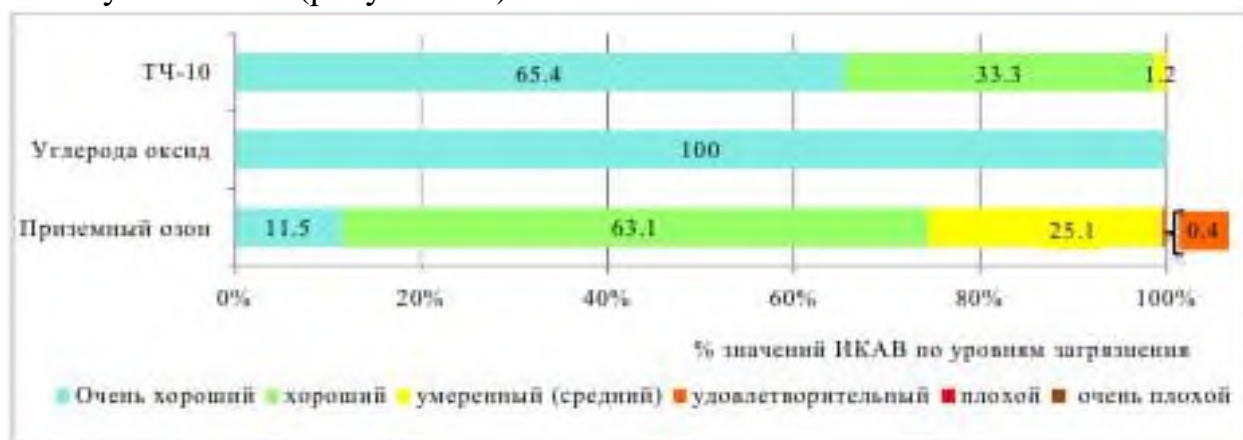 ТЧ-10 65.4 33.3 1.2
Углерода оксид 100
Приземный озон 11.5 63.1 25.1 0.4
0% 20% 40% 60% 80% 100%
% значений ИКАВ по уровням загрязнения
Очень хороший хороший умеренный (средний) удовлетворительный плохой очень плохой